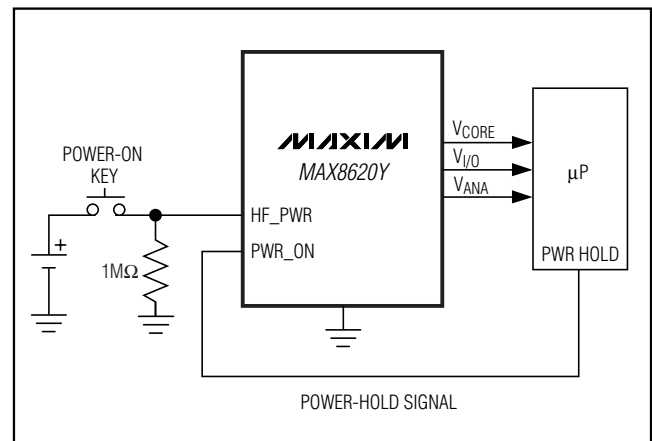 MAXIM
MAX8620Y
POWER-ON
KEY
+
1MΩ
HF_PWR
PWR_ON
VCORE
VI/O
VANA
μP
PWR HOLD
POWER-HOLD SIGNAL